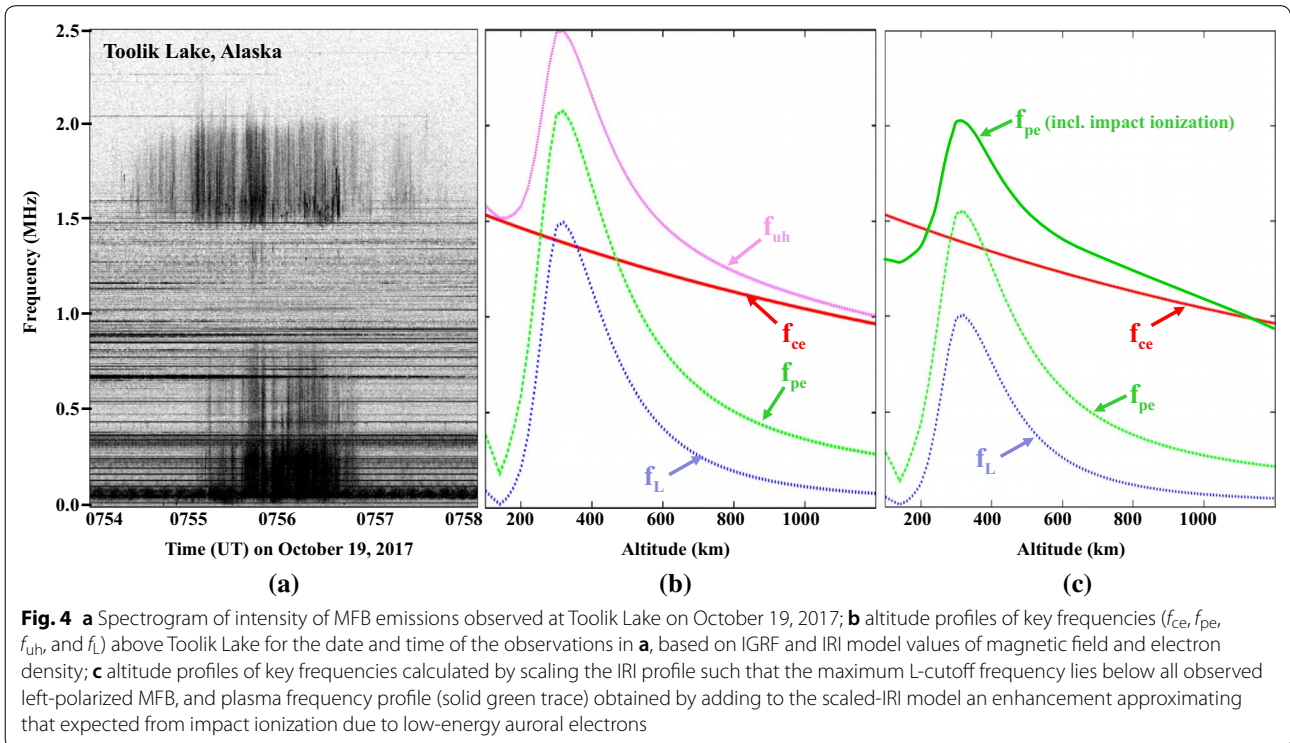 Toolik Lake, Alaska
2.5
2.0
1.5
1.0
0.5
0.0
Frequency (MHz)
0754 0755 0756 0757 0758
Time (UT) on October 19, 2017
(a)
fuh
fce
fpe
fL
200 400 600 800 1000
Altitude (km)
(b)
fpe (incl. impact ionization)
fce
fpe
fL
200 400 600 800 1000
Altitude (km)
(c)
Fig. 4 a Spectrogram of intensity of MFB emissions observed at Toolik Lake on October 19, 2017; b altitude profiles of key frequencies (fce, fpe,
fuh, and fL) above Toolik Lake for the date and time of the observations in a, based on IGRF and IRI model values of magnetic field and electron
density; c altitude profiles of key frequencies calculated by scaling the IRI profile such that the maximum L-cutoff frequency lies below all observed
left-polarized MFB, and plasma frequency profile (solid green trace) obtained by adding to the scaled-IRI model an enhancement approximating
that expected from impact ionization due to low-energy auroral electrons